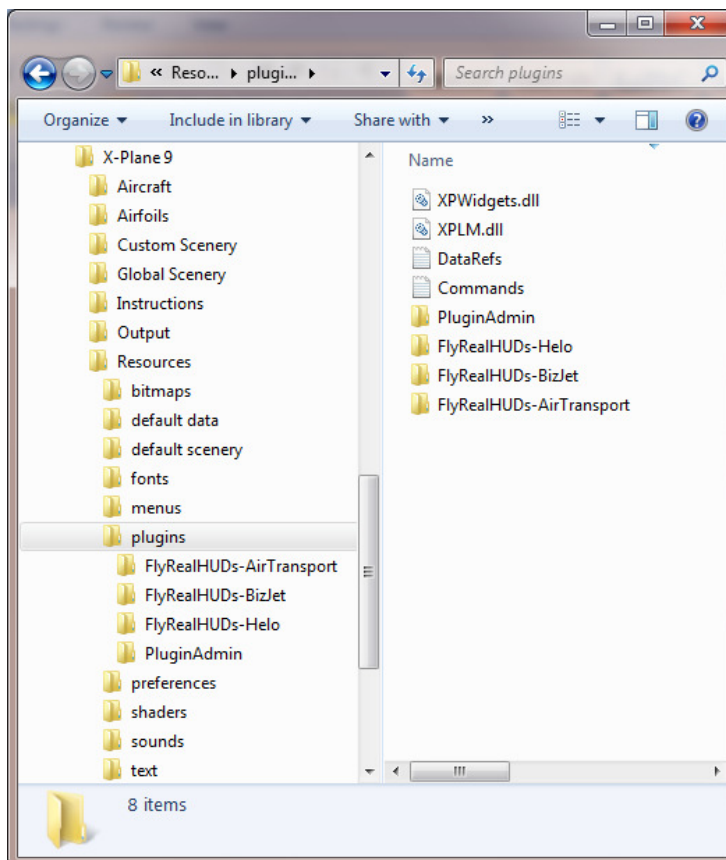 « Reso... plugi...
Search plugins
Organize Include in library Share with »
X-Plane 9
Aircraft
Airfoils
Custom Scenery
Global Scenery
Instructions
Output
Resources
bitmaps
default data
default scenery
fonts
menus
plugins
FlyRealHUDs-AirTransport
FlyRealHUDs-BizJet
FlyRealHUDs-Helo
PluginAdmin
preferences
shaders
sounds
text
Name
XPWidgets.dll
XPLM.dll
DataRefs
Commands
PluginAdmin
FlyRealHUDs-Helo
FlyRealHUDs-BizJet
FlyRealHUDs-AirTransport
8 items